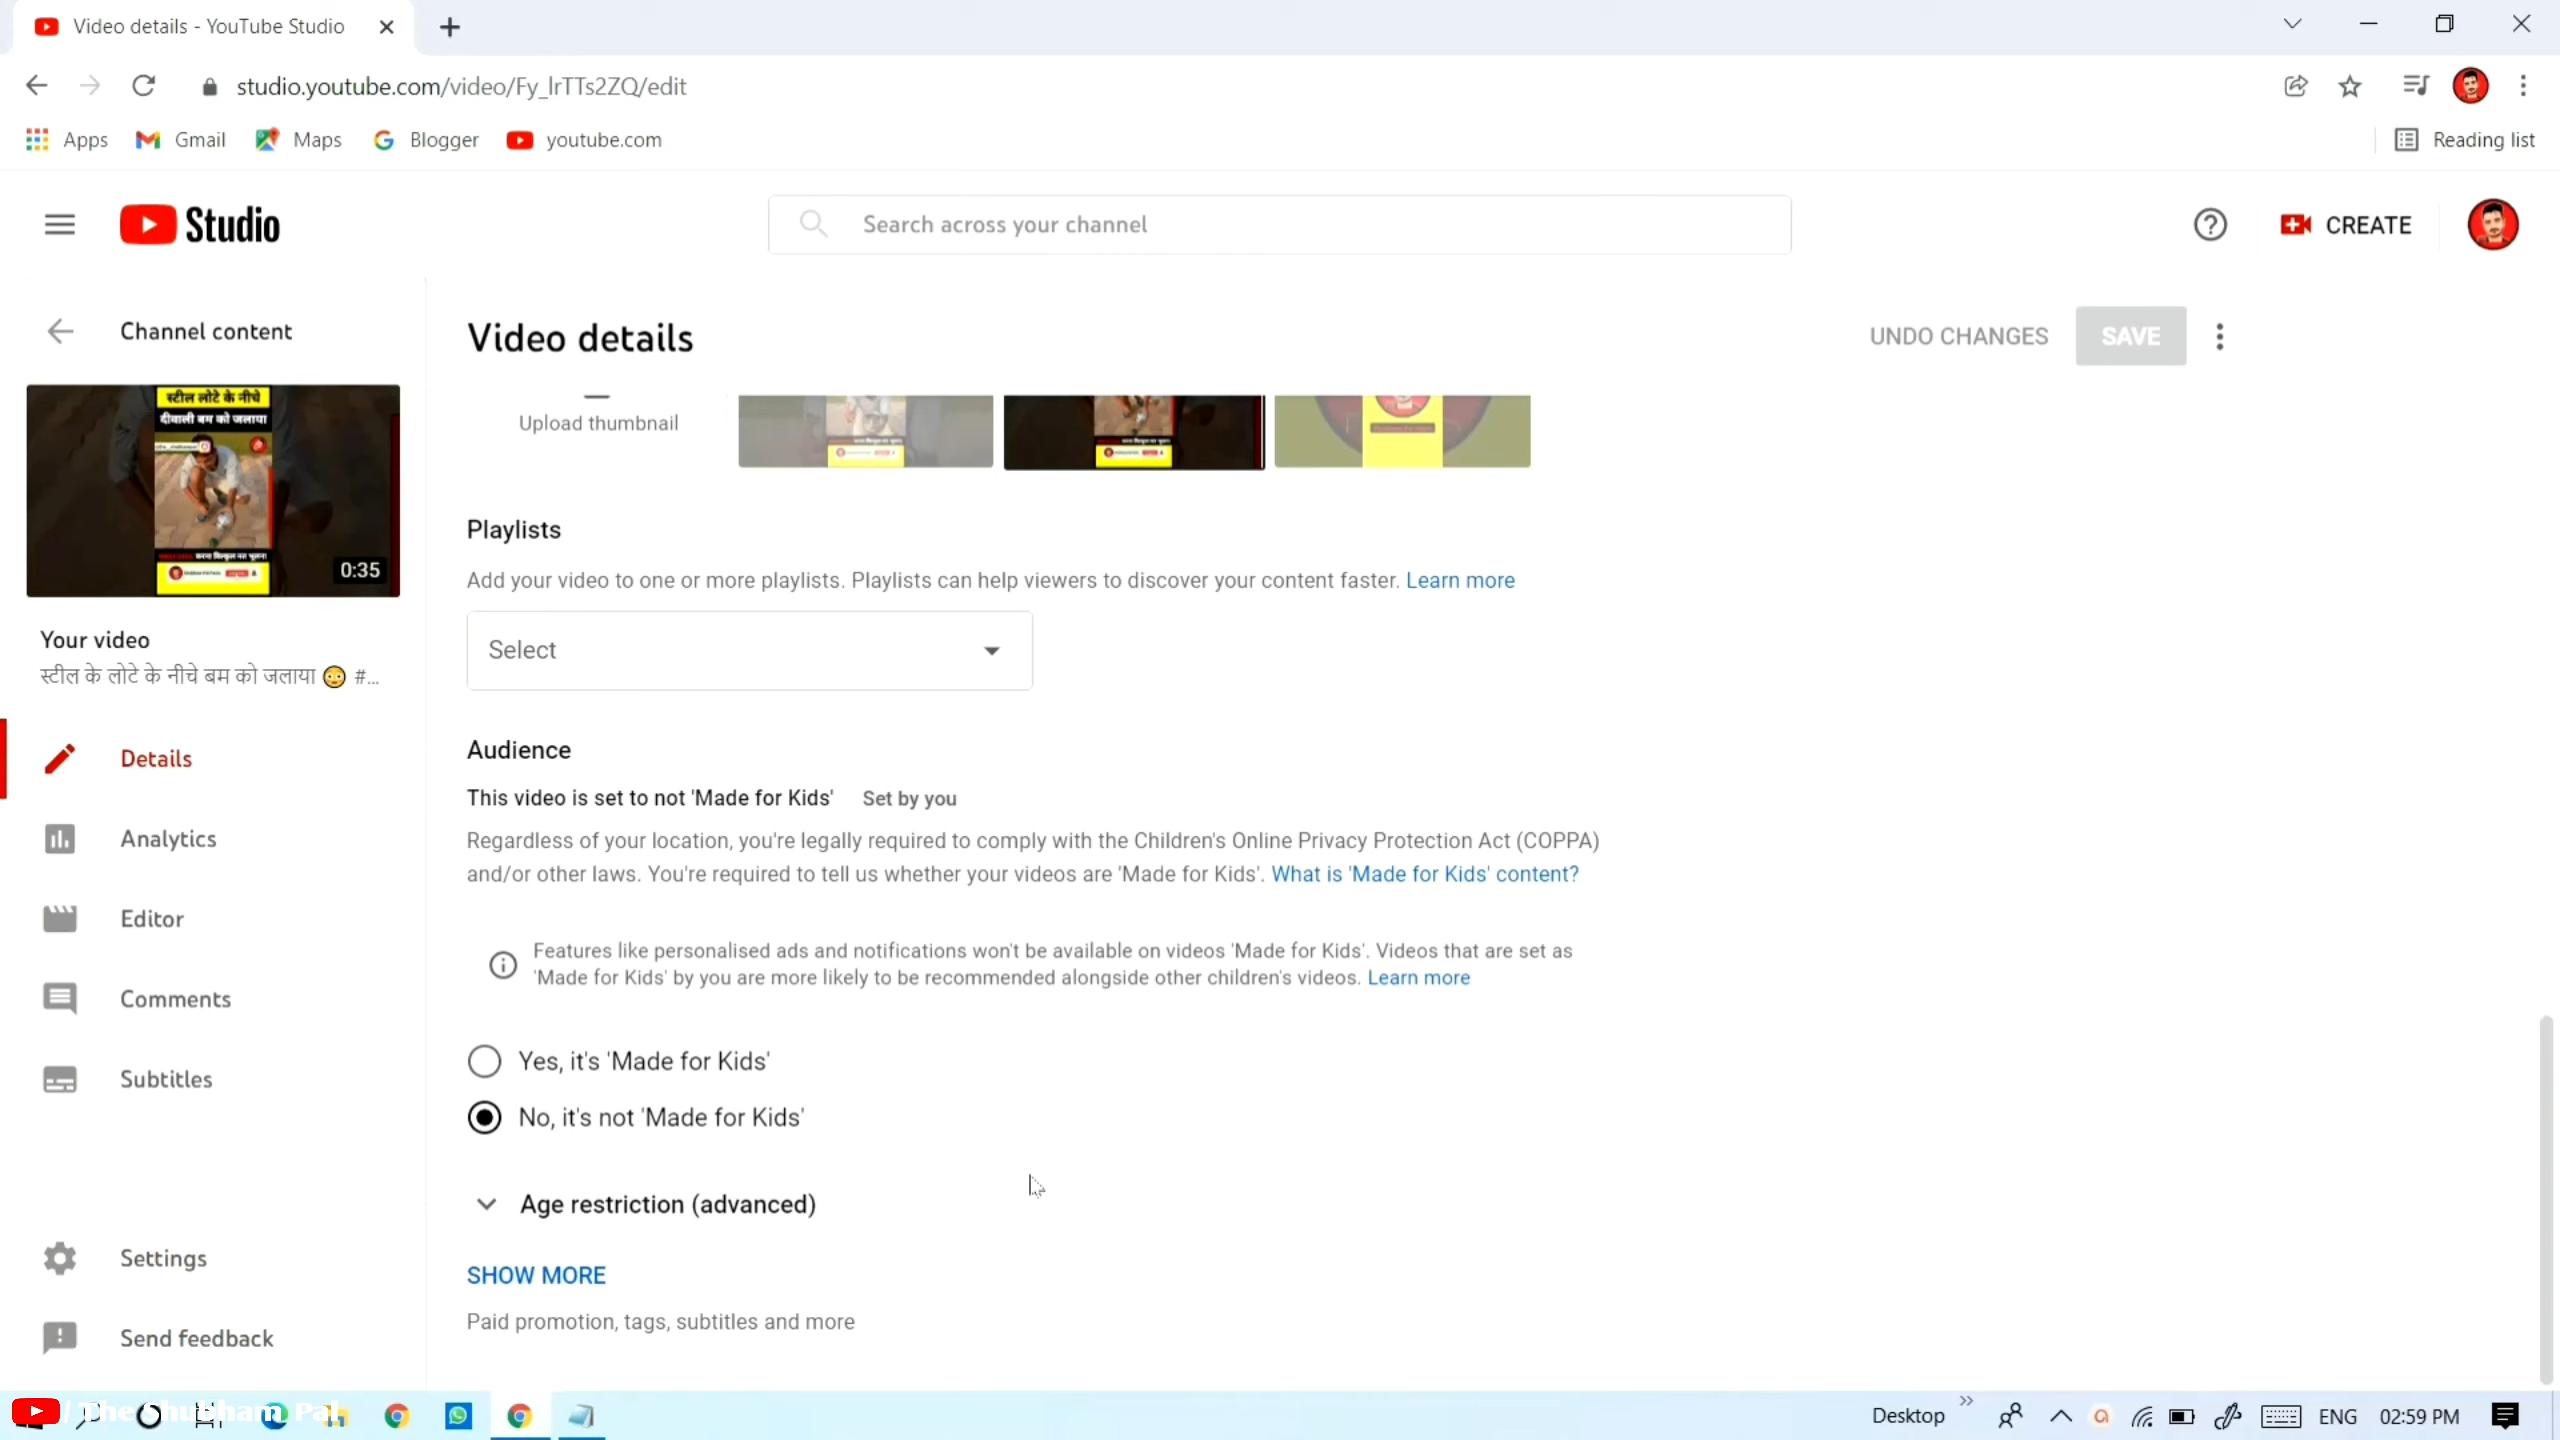 Video details - YouTube Studio
studio.youtube.com/video/Fy_lrTTs2ZQ/edit
Apps
Gmail
Maps
Blogger
youtube.com
Reading list
Studio
Search across your channel
CREATE
Channel content
Video details
UNDO CHANGES
SAVE
स्टील लोटे के नीचे
दीवाली बम को जलाया
करना बिल्कुल मत भूलना
0:35
Upload thumbnail
Your video
स्टील के लोटे के नीचे बम को जलाया 😳 #...
Details
Analytics
Editor
Comments
Subtitles
Settings
Send feedback
Playlists
Add your video to one or more playlists. Playlists can help viewers to discover your content faster. Learn more
Select
Audience
This video is set to not 'Made for Kids' Set by you
Regardless of your location, you're legally required to comply with the Children's Online Privacy Protection Act (COPPA)
and/or other laws. You're required to tell us whether your videos are 'Made for Kids'. What is 'Made for Kids' content?
Features like personalised ads and notifications won't be available on videos 'Made for Kids'. Videos that are set as
'Made for Kids' by you are more likely to be recommended alongside other children's videos. Learn more
Yes, it's 'Made for Kids'
No, it's not 'Made for Kids'
Age restriction (advanced)
SHOW MORE
Paid promotion, tags, subtitles and more
/ The Shubham Pal
Desktop
ENG
02:59 PM